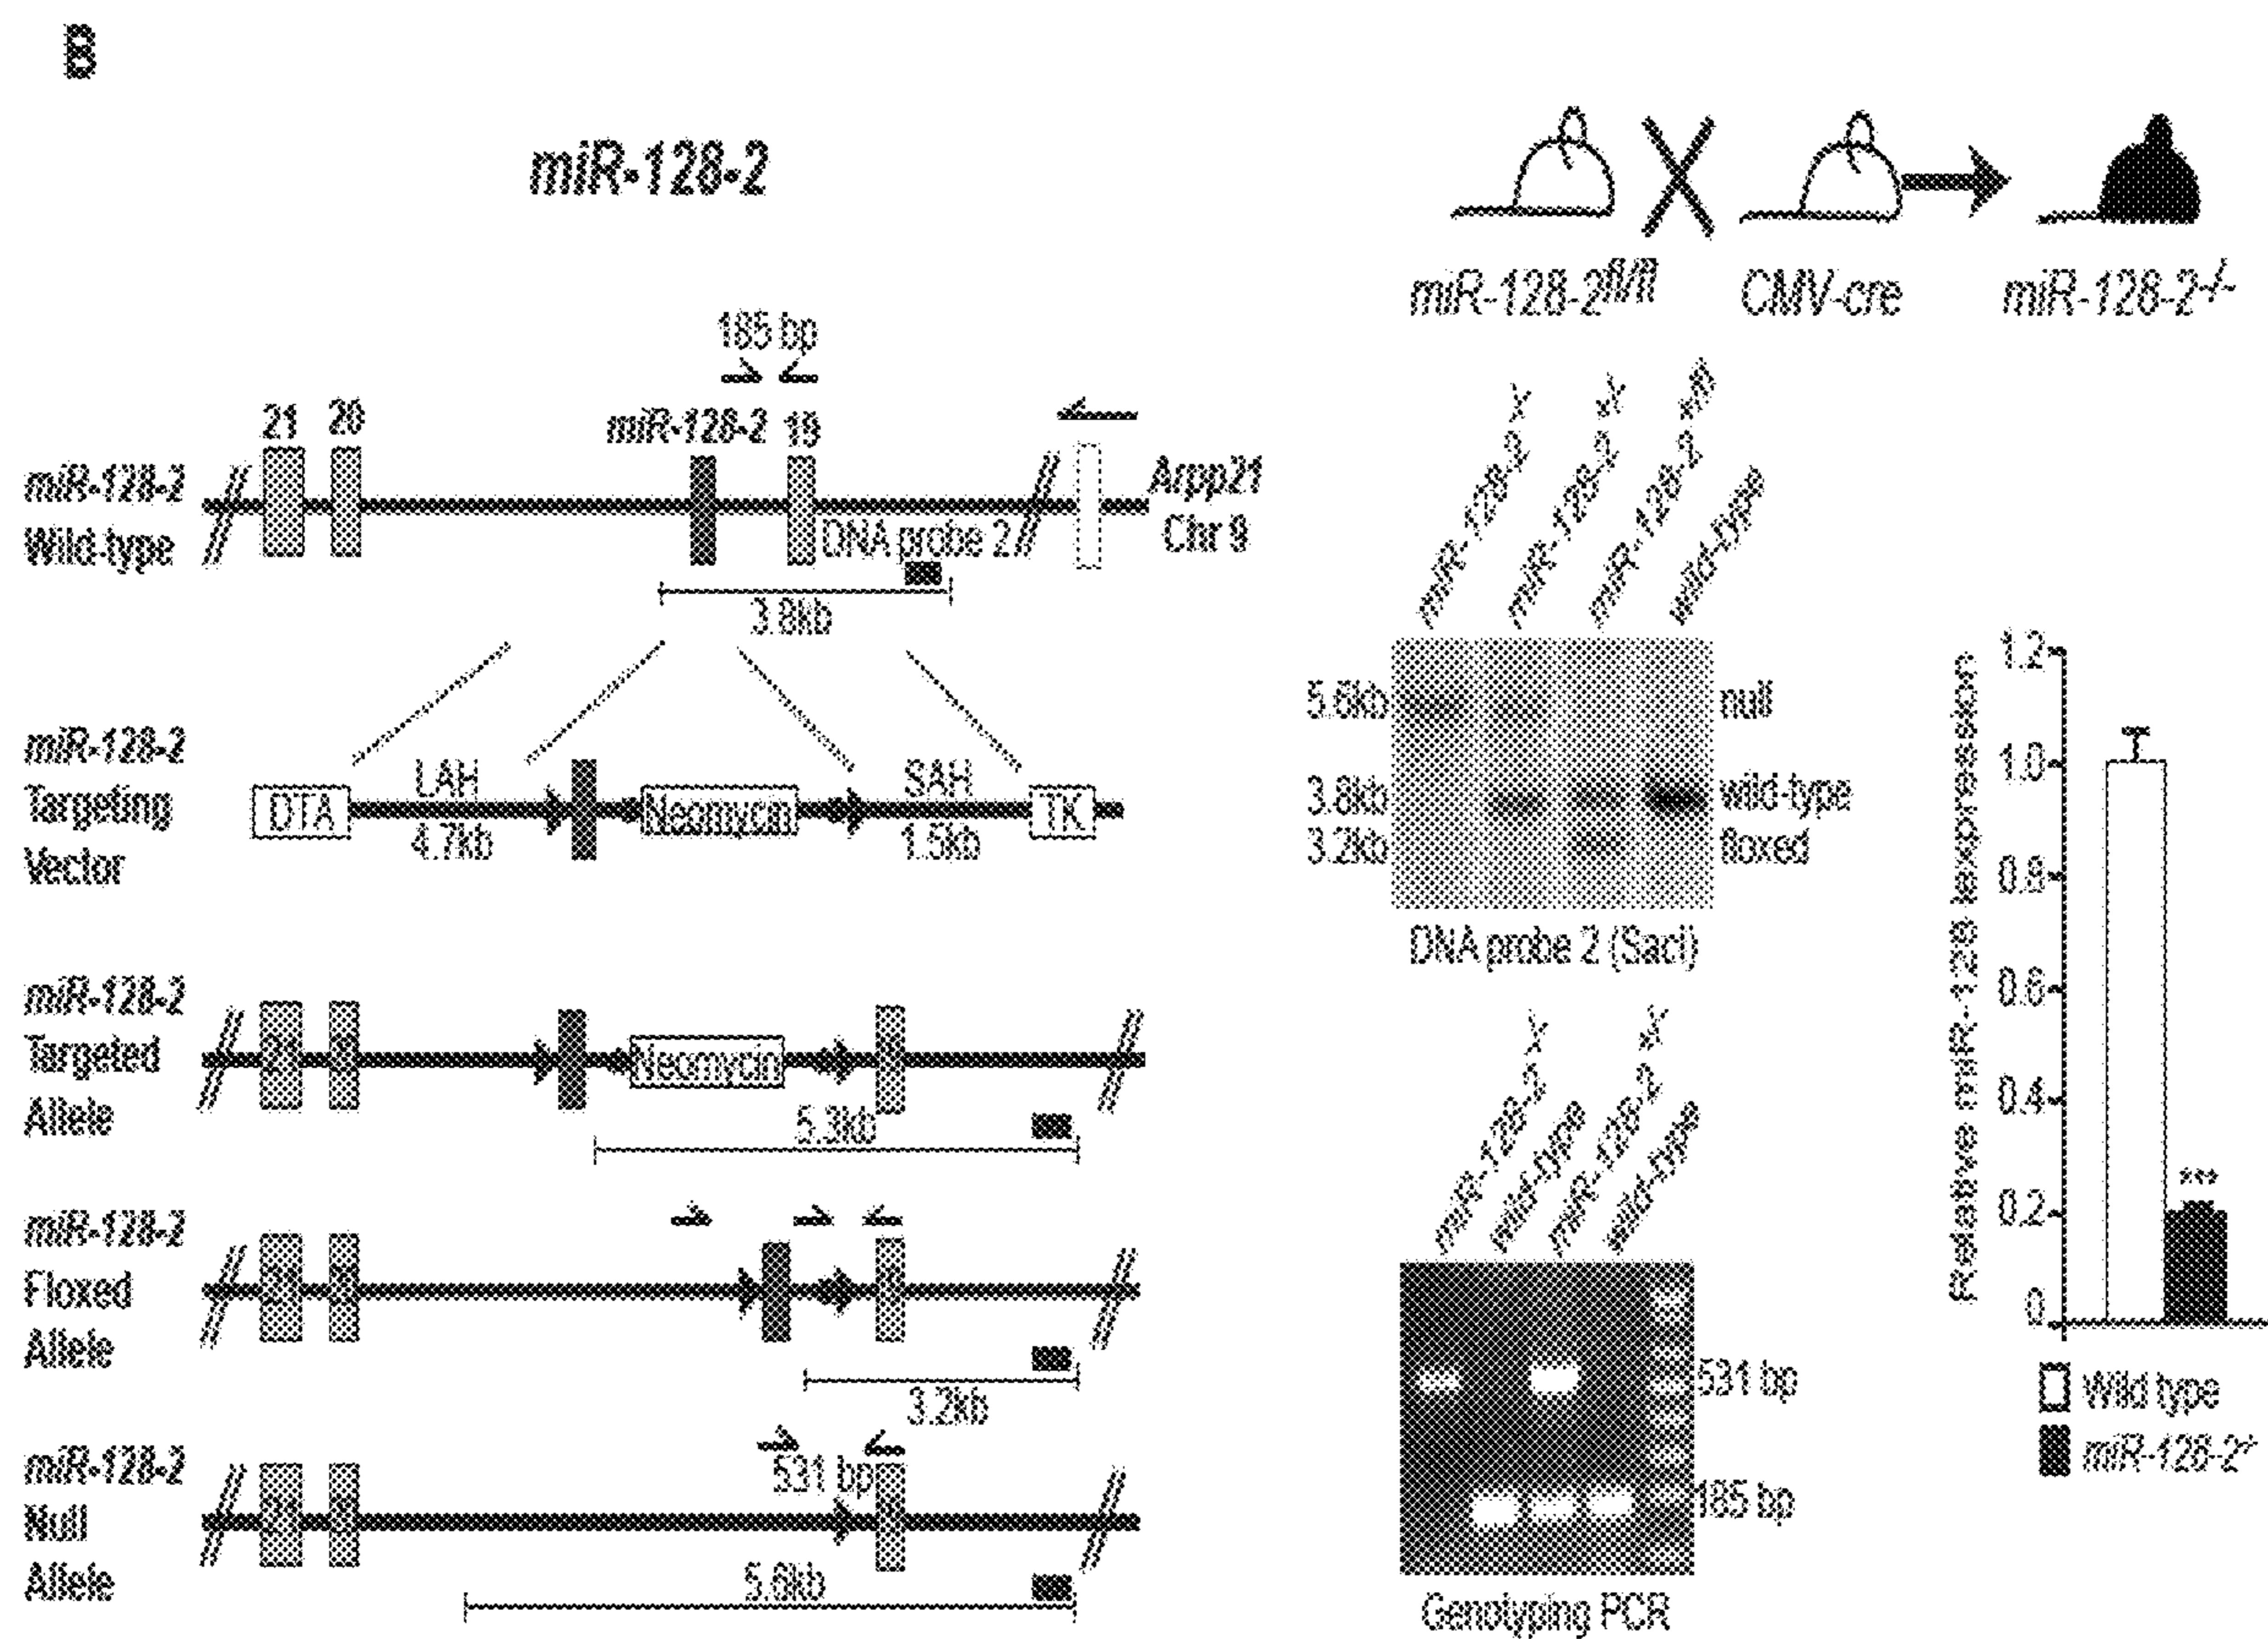 B
miR-128-2
miR-128-2fl/fl
CMV-cre
miR-128-2-/-
185 bp
21
20
miR-128-2
19
miR-128-2
Wild-type
DNA probe 2
Arpp21
Chr 9
3.8kb
miR-128-2
Targeting
Vector
DTA
LAH
4.7kb
Neomycin
SAH
1.5kb
TK
miR-128-2
Targeted
Allele
Neomycin
5.3kb
miR-128-2
Floxed
Allele
3.2kb
miR-128-2
Null
Allele
531 bp
5.6kb
miR-128-2
miR-128-2
miR-128-2
wild-type
5.6kb
3.8kb
3.2kb
null
wild-type
floxed
DNA probe 2 (SacI)
miR-128-2
wild-type
miR-128-2
wild-type
531 bp
185 bp
Genotyping PCR
Relative miR-128 expression
1.2
1.0
0.8
0.6
0.4
0.2
0
***
Wild type
miR-128-2